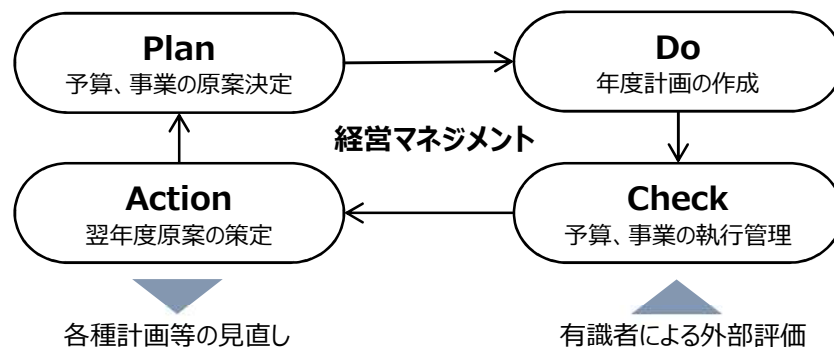 Plan
予算、事業の原案決定
Do
年度計画の作成
経営マネジメント
Action
翌年度原案の策定
Check
予算、事業の執行管理
各種計画等の見直し
有識者による外部評価